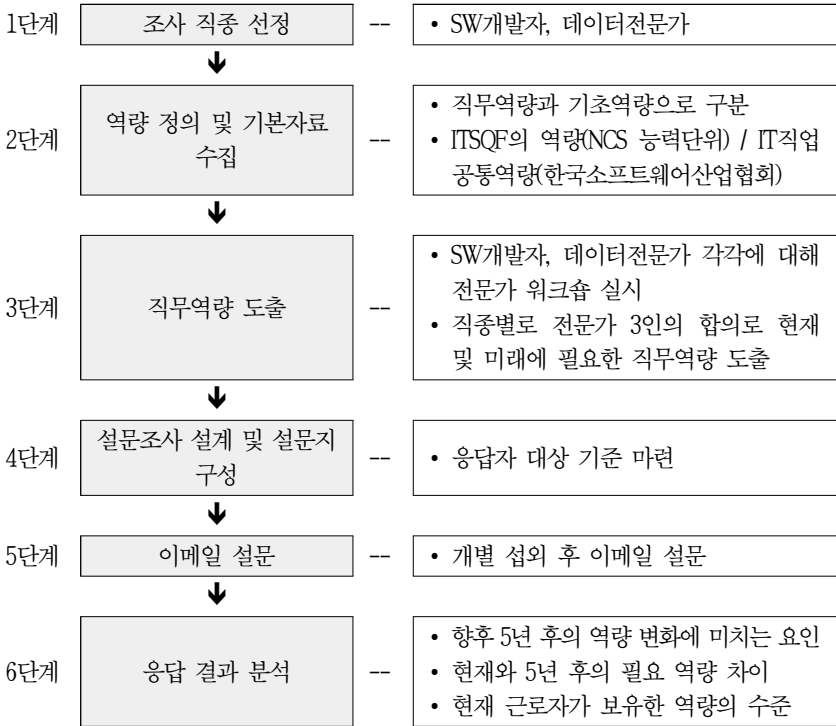 1단계 조사 직종 선정 -- • SW개발자, 데이터전문가
2단계 역량 정의 및 기본자료
수집 -- • 직무역량과 기초역량으로 구분
• ITSQF의 역량(NCS 능력단위) / IT직업
공통역량(한국소프트웨어산업협회)
3단계 직무역량 도출 -- • SW개발자, 데이터전문가 각각에 대해
전문가 워크숍 실시
• 직종별로 전문가 3인의 합의로 현재
및 미래에 필요한 직무역량 도출
4단계 설문조사 설계 및 설문지
구성 -- • 응답자 대상 기준 마련
5단계 이메일 설문 -- • 개별 섭외 후 이메일 설문
6단계 응답 결과 분석 -- • 향후 5년 후의 역량 변화에 미치는 요인
• 현재와 5년 후의 필요 역량 차이
• 현재 근로자가 보유한 역량의 수준